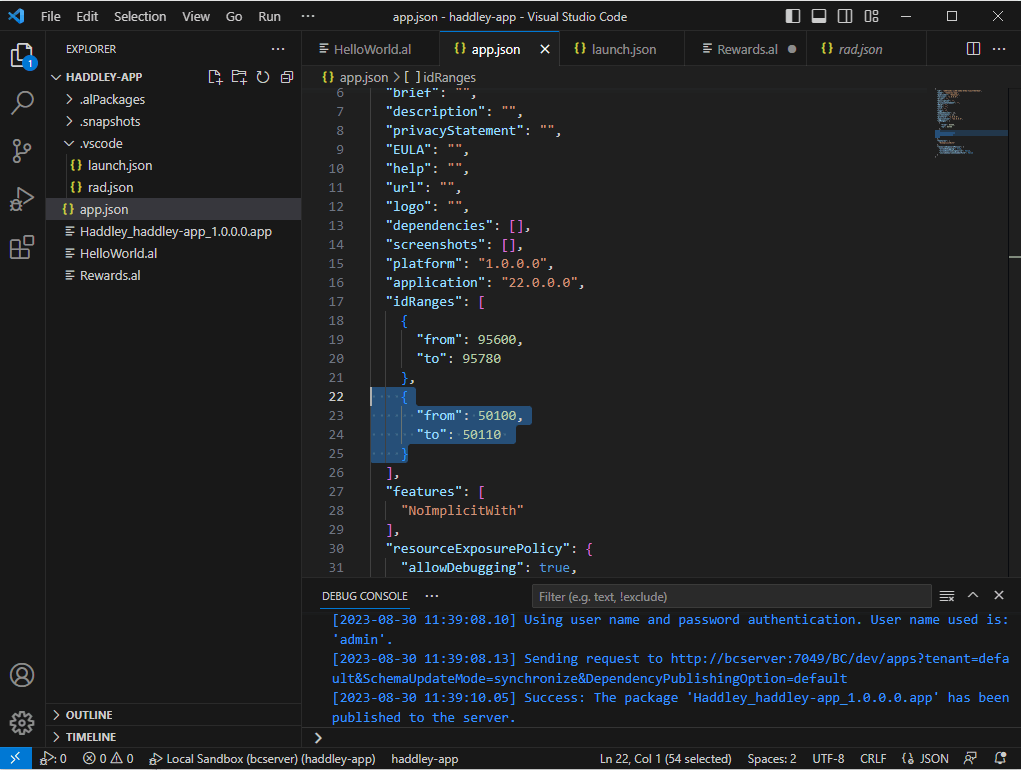 File Edit Selection View Go Run ··· app.json - haddley-app - Visual Studio Code
EXPLORER ···
HelloWorld.al {} app.json {} launch.json Rewards.al {} rad.json ···
1
HADDLEY-APP
.alPackages
.snapshots
.vscode
{} launch.json
{} rad.json
{} app.json
Haddley_haddley-app_1.0.0.0.app
HelloWorld.al
Rewards.al
OUTLINE
TIMELINE
{} app.json > [ ] idRanges
6 "brief": "",
7 "description": "",
8 "privacyStatement": "",
9 "EULA": "",
10 "help": "",
11 "url": "",
12 "logo": "",
13 "dependencies": [],
14 "screenshots": [],
15 "platform": "1.0.0.0",
16 "application": "22.0.0.0",
17 "idRanges": [
18 {
19 "from": 95600,
20 "to": 95780
21 },
22 {
23 "from": 50100,
24 "to": 50110
25 }
26 ],
27 "features": [
28 "NoImplicitWith"
29 ],
30 "resourceExposurePolicy": {
31 "allowDebugging": true,
DEBUG CONSOLE ··· Filter (e.g. text, !exclude)
[2023-08-30 11:39:08.10] Using user name and password authentication. User name used is:
'admin'.
[2023-08-30 11:39:08.13] Sending request to http://bcserver:7049/BC/dev/apps?tenant=defa
ult&SchemaUpdateMode=synchronize&DependencyPublishingOption=default
[2023-08-30 11:39:10.05] Success: The package 'Haddley_haddley-app_1.0.0.0.app' has been
published to the server.
>
: 0 0 0 Local Sandbox (bcserver) (haddley-app) haddley-app Ln 22, Col 1 (54 selected) Spaces: 2 UTF-8 CRLF {} JSON